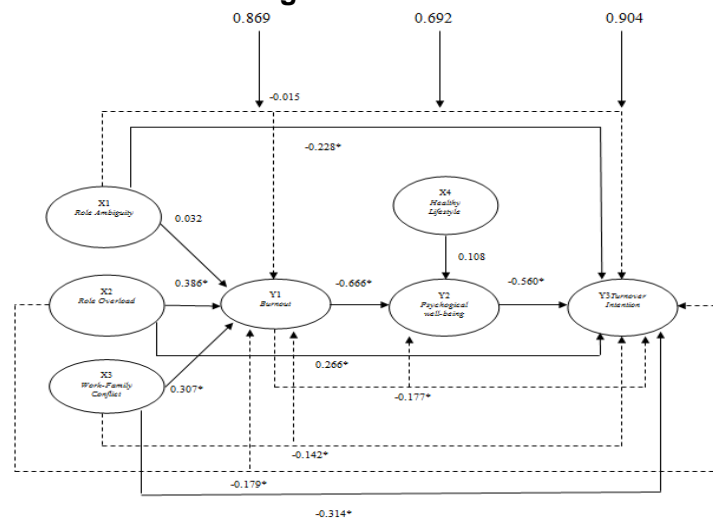 g
0.869
0.692
0.904
-0.015
-0.228*
X1
Role Ambiguity
X4
Healthy
Lifestyle
0.032
0.108
X2
Role Overload
0.386*
Y1
Burnout
-0.666*
Y2
Psychogical
well-being
-0.560*
Y3Turnover
Intention
X3
Work-Family
Conflict
0.307*
0.266*
-0.177*
-0.142*
-0.179*
-0.314*